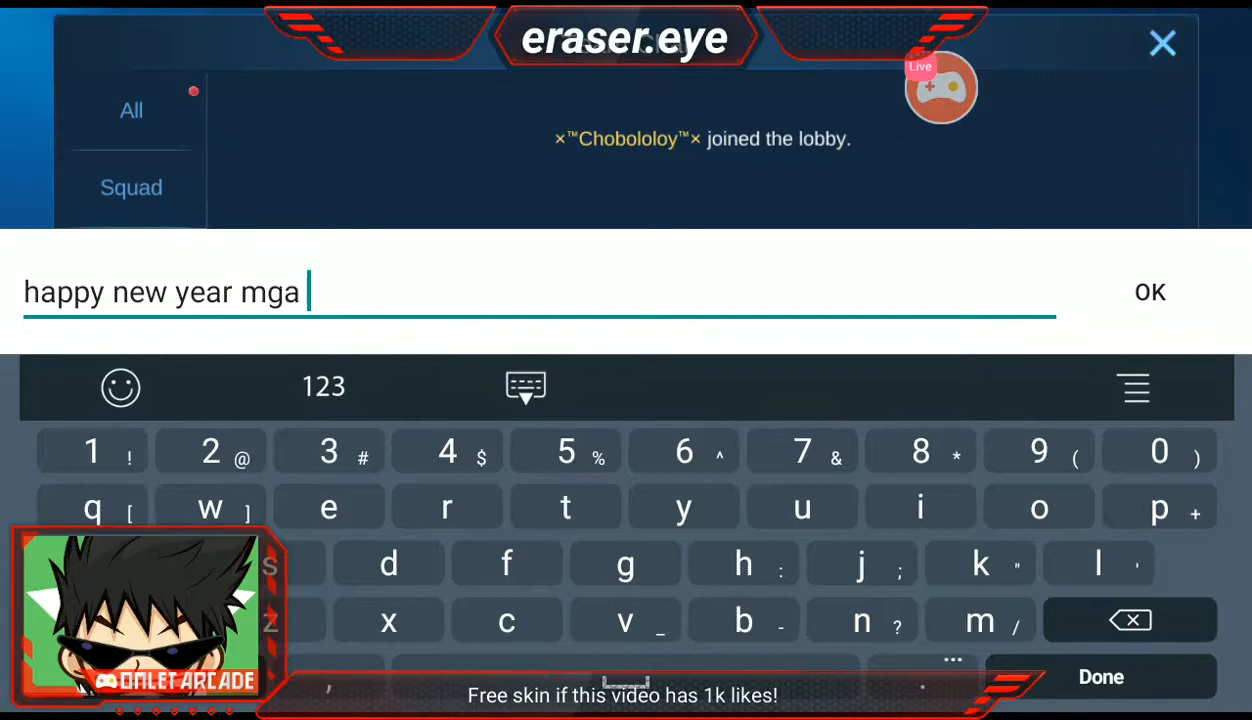 eraser.eye
Live
All
×™Chobololoy™× joined the lobby.
Squad
happy new year mga
OK
123
1 ! 2 @ 3 # 4 $ 5 % 6 ^ 7 & 8 * 9 ( 0 )
q [ w ] e r t y u i o p +
s d f g h : j ; k " l '
z x c v _ b - n ? m /
, . ... Done
OMLET ARCADE
Free skin if this video has 1k likes!